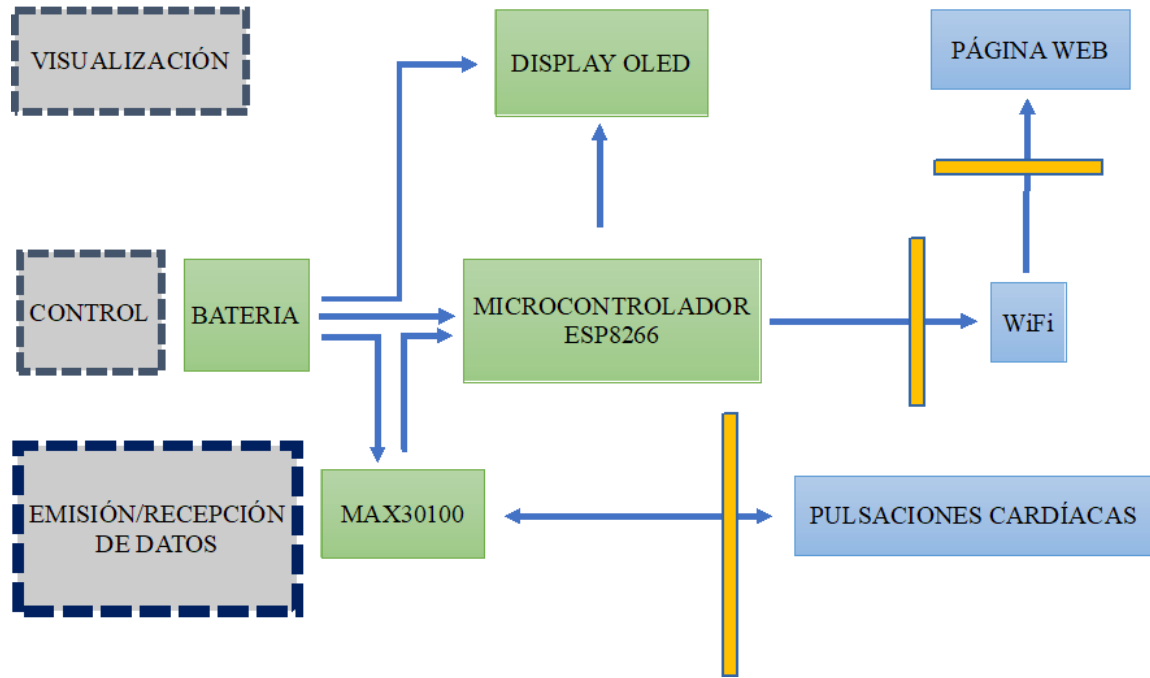 VISUALIZACIÓN
DISPLAY OLED
PÁGINA WEB
CONTROL
BATERIA
MICROCONTROLADOR
ESP8266
WiFi
EMISIÓN/RECEPCIÓN
DE DATOS
MAX30100
PULSACIONES CARDÍACAS